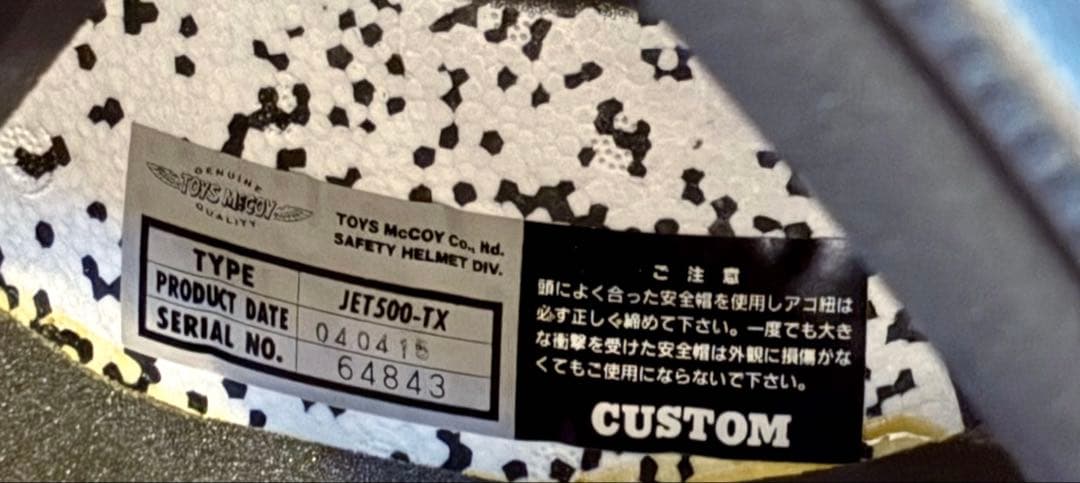 GENUINE
TOYS McCOY
QUALITY
TOYS McCOY Co., ltd.
SAFETY HELMET DIV.
TYPE JET500-TX
PRODUCT DATE 040415
SERIAL NO. 64843
ご注意
頭によく合った安全帽を使用しアゴ紐は
必ず正しく締めて下さい。一度でも大き
な衝撃を受けた安全帽は外観に損傷がな
くてもご使用にならないで下さい。
CUSTOM